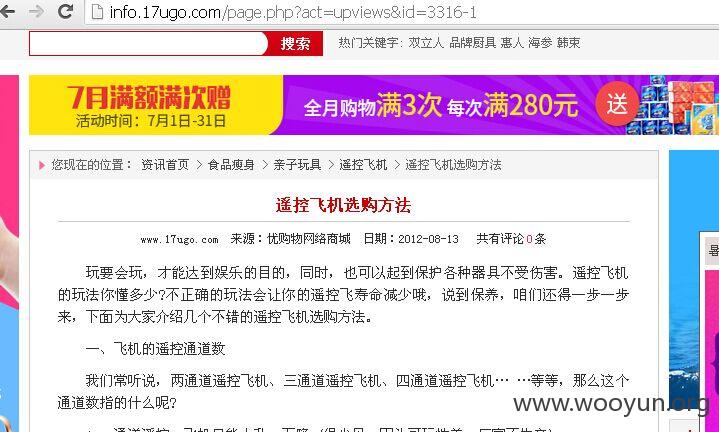 info.17ugo.com/page.php?act=upviews&id=3316-1
搜索 热门关键字: 双立人 品牌厨具 惠人 海参 韩束
7月满额满次赠
活动时间：7月1日-31日
全月购物满3次 每次满280元 送
您现在的位置： 资讯首页 > 食品瘦身 > 亲子玩具 > 遥控飞机 > 遥控飞机选购方法
遥控飞机选购方法
www.17ugo.com 来源：优购物网络商城 日期：2012-08-13 共有评论0条
玩要会玩，才能达到娱乐的目的，同时，也可以起到保护各种器具不受伤害。遥控飞机
的玩法你懂多少?不正确的玩法会让你的遥控飞寿命减少哦，说到保养，咱们还得一步一步
来，下面为大家介绍几个不错的遥控飞机选购方法。
一、飞机的遥控通道数
我们常听说，两通道遥控飞机、三通道遥控飞机、四通道遥控飞机… …等等，那么这个
通道数指的什么呢?
www.wooyun.org